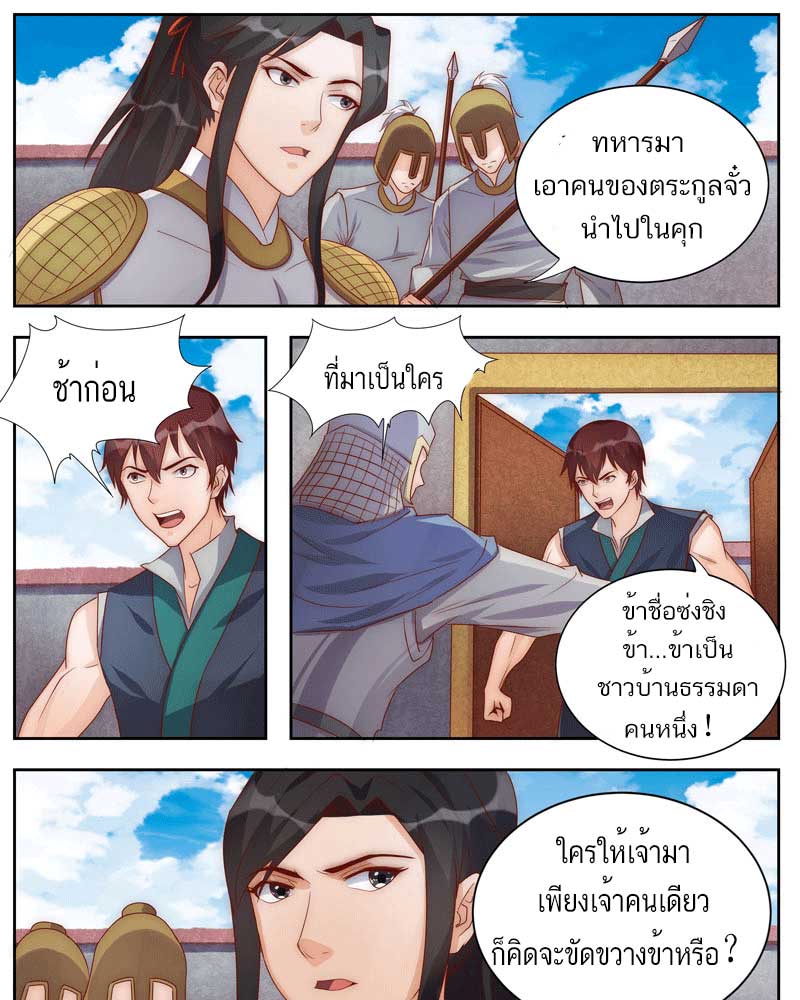 ทหารมา
เอาคนของตระกูลจั๋ว
นำไปในคุก
ช้าก่อน
ที่มาเป็นใคร
ข้าชื่อซ่งชิง
ข้า...ข้าเป็น
ชาวบ้านธรรมดา
คนหนึ่ง!
ใครให้เจ้ามา
เพียงเจ้าคนเดียว
ก็คิดจะขัดขวางข้าหรือ?